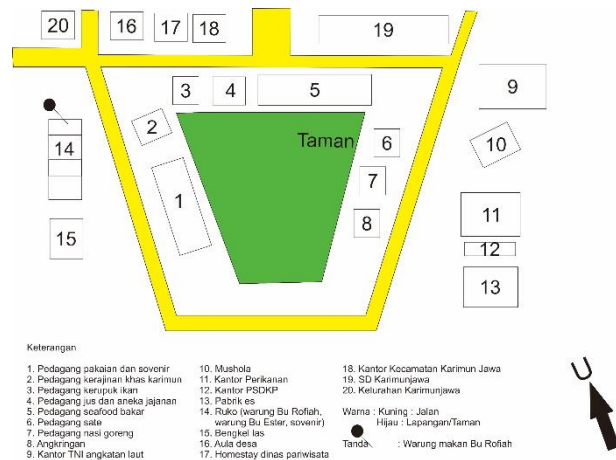 20
16
17
18
19
3
4
5
9
2
14
Taman
6
10
1
7
8
11
15
12
13
Keterangan
1. Pedagang pakaian dan sovenir
2. Pedagang kerajinan khas karimun
3. Pedagang kerupuk ikan
4. Pedagang jus dan aneka jajanan
5. Pedagang seafood bakar
6. Pedagang sate
7. Pedagang nasi goreng
8. Angkringan
9. Kantor TNI angkatan laut
10. Mushola
11. Kantor Perikanan
12. Kantor PSDKP
13. Pabrik es
14. Ruko (warung Bu Rofiah,
warung Bu Ester, sovenir)
15. Bengkel las
16. Aula desa
17. Homestay dinas pariwisata
18. Kantor Kecamatan Karimun Jawa
19. SD Karimunjawa
20. Kelurahan Karimunjawa
Warna : Kuning : Jalan
Hijau : Lapangan/Taman
Tanda : Warung makan Bu Rofiah
U